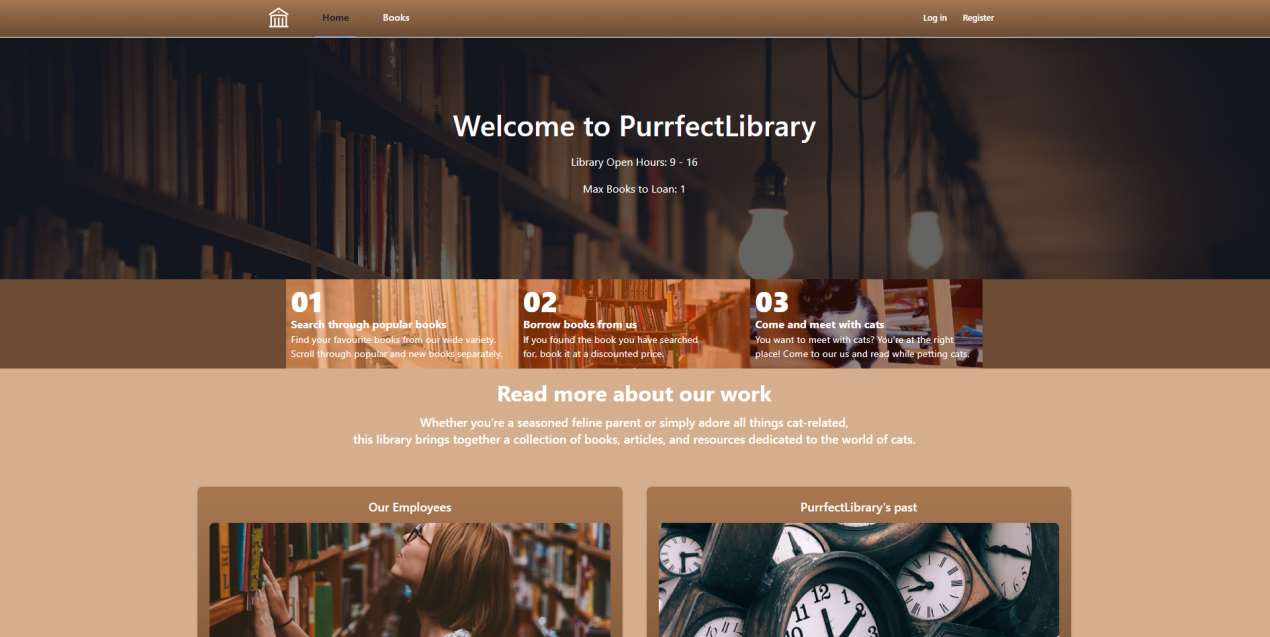 Home
Books
Log in
Register
Welcome to PurrfectLibrary
Library Open Hours: 9 - 16
Max Books to Loan: 1
01
Search through popular books
Find your favourite books from our wide variety.
Scroll through popular and new books separately.
02
Borrow books from us
If you found the book you have searched
for, book it at a discounted price.
03
Come and meet with cats
You want to meet with cats? You're at the right
place! Come to our us and read while petting cats.
Read more about our work
Whether you're a seasoned feline parent or simply adore all things cat-related,
this library brings together a collection of books, articles, and resources dedicated to the world of cats.
Our Employees
PurrfectLibrary's past